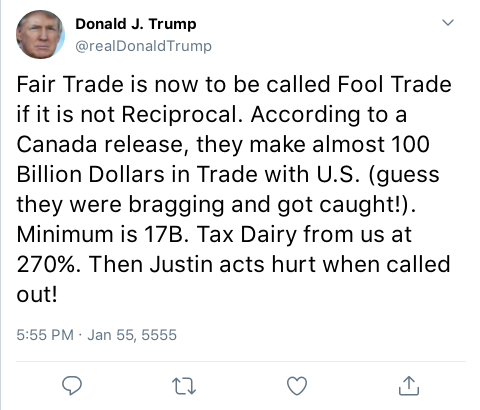 Donald J. Trump
@realDonaldTrump
Fair Trade is now to be called Fool Trade
if it is not Reciprocal. According to a
Canada release, they make almost 100
Billion Dollars in Trade with U.S. (guess
they were bragging and got caught!).
Minimum is 17B. Tax Dairy from us at
270%. Then Justin acts hurt when called
out!
5:55 PM · Jan 55, 5555